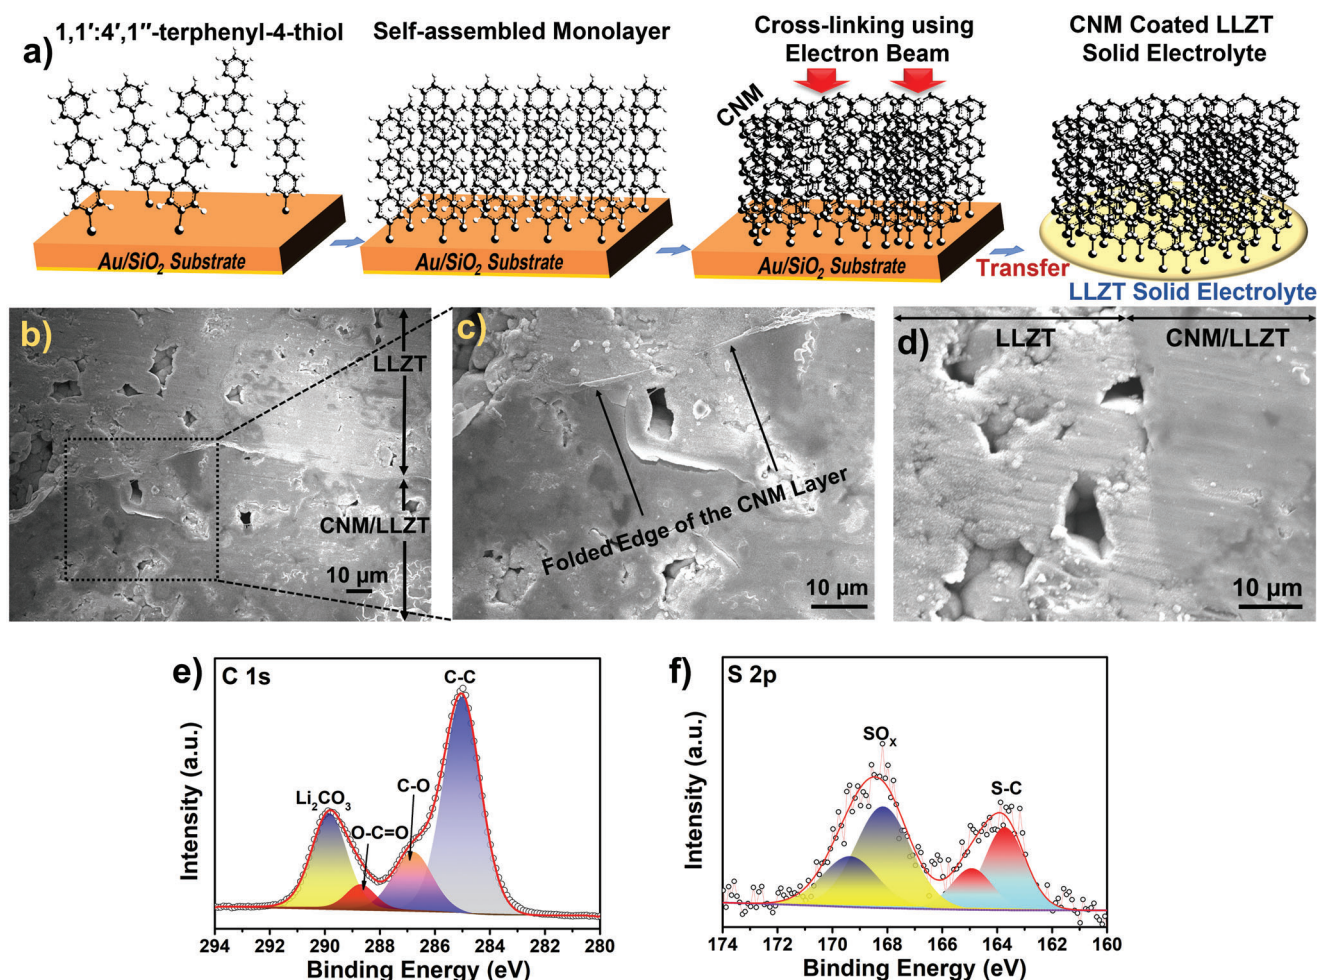 a)
1,1′:4′,1″-terphenyl-4-thiol
Self-assembled Monolayer
Cross-linking using
Electron Beam
CNM Coated LLZT
Solid Electrolyte
CNM
Au/SiO₂ Substrate
Au/SiO₂ Substrate
Au/SiO₂ Substrate
Transfer
LLZT Solid Electrolyte
b)
LLZT
CNM/LLZT
10 µm
c)
Folded Edge of the CNM Layer
10 µm
d)
LLZT
CNM/LLZT
10 µm
e)
C 1s
C-C
C-O
Li₂CO₃
O-C=O
Intensity (a.u.)
294 290 288 286 284 282 280
Binding Energy (eV)
f)
S 2p
SOₓ
S-C
Intensity (a.u.)
174 172 170 168 166 164 162 160
Binding Energy (eV)